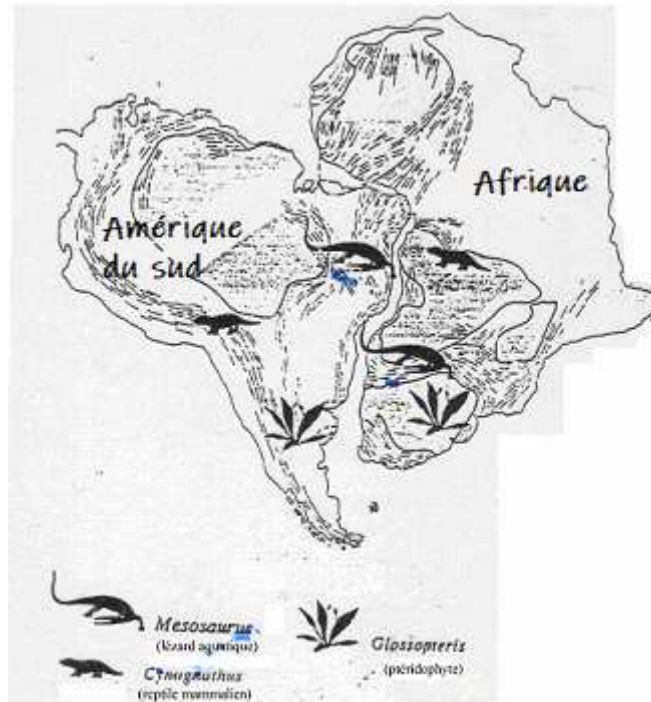 Afrique
Amérique
du sud
Mesosaurus
(lézard aquatique)
Cynognathus
(reptile mammalien)
Glossopteris
(ptéridophyte)